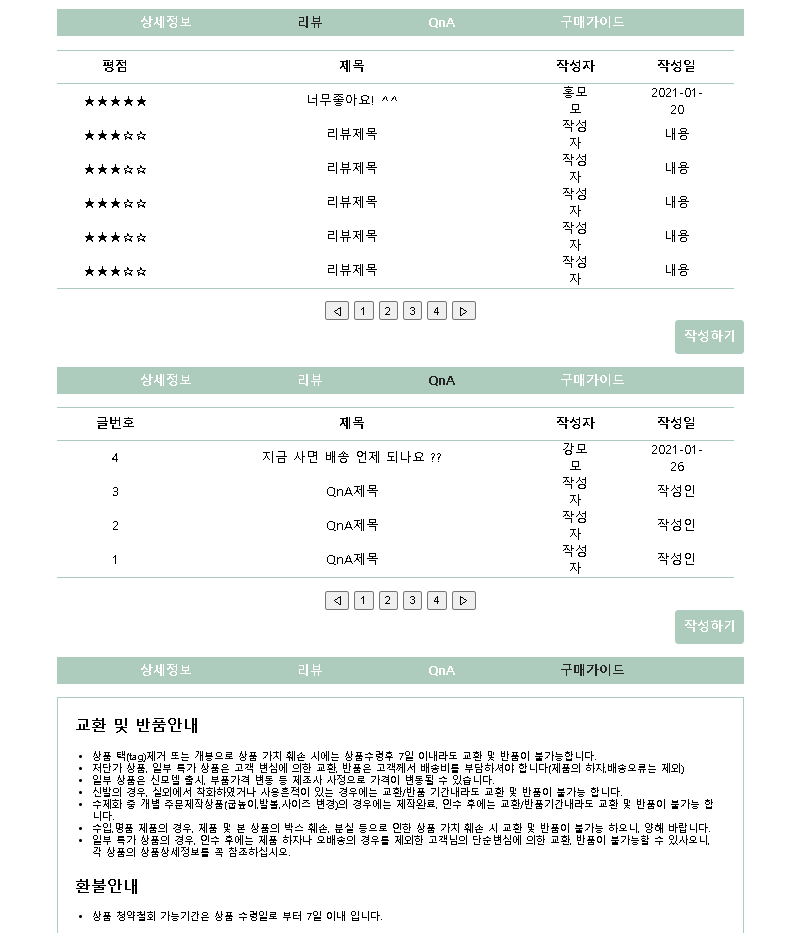 상세정보 리뷰 QnA 구매가이드
평점 제목 작성자 작성일
★★★★★ 너무좋아요! ^^ 홍모모 2021-01-20
★★★☆☆ 리뷰제목 작성자 내용
★★★☆☆ 리뷰제목 작성자 내용
★★★☆☆ 리뷰제목 작성자 내용
★★★☆☆ 리뷰제목 작성자 내용
★★★☆☆ 리뷰제목 작성자 내용
◁ 1 2 3 4 ▷
작성하기
상세정보 리뷰 QnA 구매가이드
글번호 제목 작성자 작성일
4 지금 사면 배송 언제 되나요 ?? 강모모 2021-01-26
3 QnA제목 작성자 작성인
2 QnA제목 작성자 작성인
1 QnA제목 작성자 작성인
◁ 1 2 3 4 ▷
작성하기
상세정보 리뷰 QnA 구매가이드
교환 및 반품안내
• 상품 택(tag)제거 또는 개봉으로 상품 가치 훼손 시에는 상품수령후 7일 이내라도 교환 및 반품이 불가능합니다.
• 저단가 상품, 일부 특가 상품은 고객 변심에 의한 교환, 반품은 고객께서 배송비를 부담하셔야 합니다(제품의 하자,배송오류는 제외)
• 일부 상품은 신모델 출시, 부품가격 변동 등 제조사 사정으로 가격이 변동될 수 있습니다.
• 신발의 경우, 실외에서 착화하였거나 사용흔적이 있는 경우에는 교환/반품 기간내라도 교환 및 반품이 불가능 합니다.
• 수제화 중 개별 주문제작상품(굽높이,발볼,사이즈 변경)의 경우에는 제작완료, 인수 후에는 교환/반품기간내라도 교환 및 반품이 불가능 합
니다.
• 수입,명품 제품의 경우, 제품 및 본 상품의 박스 훼손, 분실 등으로 인한 상품 가치 훼손 시 교환 및 반품이 불가능 하오니, 양해 바랍니다.
• 일부 특가 상품의 경우, 인수 후에는 제품 하자나 오배송의 경우를 제외한 고객님의 단순변심에 의한 교환, 반품이 불가능할 수 있사오니,
각 상품의 상품상세정보를 꼭 참조하십시오.
환불안내
• 상품 청약철회 가능기간은 상품 수령일로 부터 7일 이내 입니다.